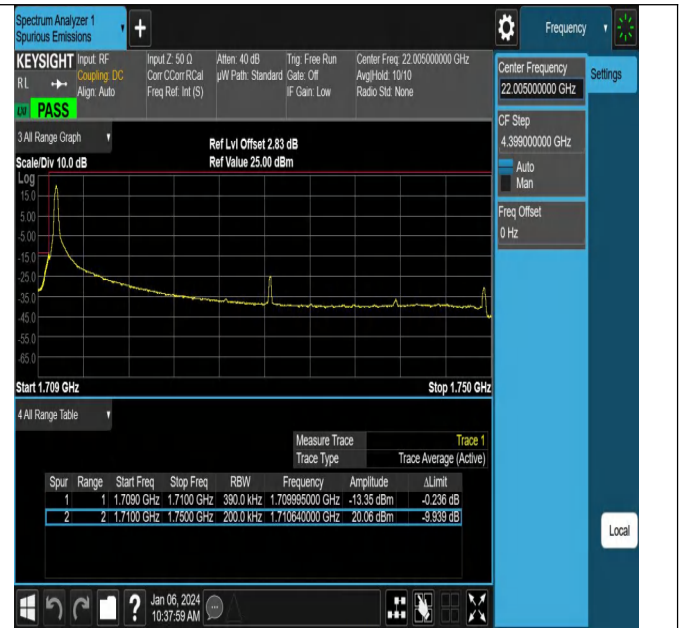 Spectrum Analyzer 1
Spurious Emissions
Frequency
KEYSIGHT
RL
PASS
Input: RF
Coupling: DC
Align: Auto
Input Z: 50 Ω
Corr CCorr RCal
Freq Ref: Int (S)
Atten: 40 dB
µW Path: Standard
Trig: Free Run
Gate: Off
IF Gain: Low
Center Freq: 22.005000000 GHz
Avg|Hold: 10/10
Radio Std: None
Center Frequency
22.005000000 GHz
Settings
CF Step
4.399000000 GHz
Auto
Man
Freq Offset
0 Hz
3 All Range Graph
Scale/Div 10.0 dB
Ref Lvl Offset 2.83 dB
Ref Value 25.00 dBm
Log
15.0
5.00
-5.00
-15.0
-25.0
-35.0
-45.0
-55.0
-65.0
Start 1.709 GHz
Stop 1.750 GHz
4 All Range Table
Measure Trace Trace 1
Trace Type Trace Average (Active)
Spur Range Start Freq Stop Freq RBW Frequency Amplitude ΔLimit
1 1 1.7090 GHz 1.7100 GHz 390.0 kHz 1.709995000 GHz -13.35 dBm -0.236 dB
2 2 1.7100 GHz 1.7500 GHz 200.0 kHz 1.710640000 GHz 20.06 dBm -9.939 dB
Local
Jan 06, 2024
10:37:59 AM